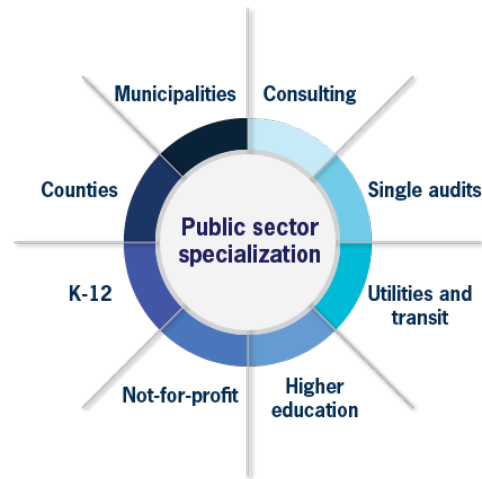 Municipalities
Consulting
Counties
Single audits
Public sector
specialization
K-12
Utilities and
transit
Not-for-profit
Higher
education